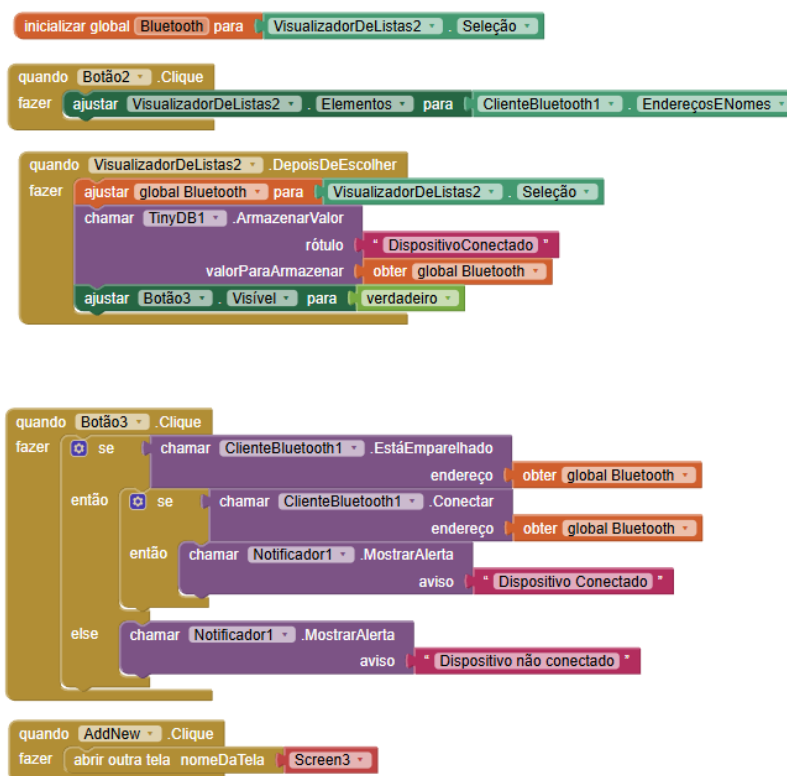 inicializar global Bluetooth para VisualizadorDeListas2 . Seleção
quando Botão2 .Clique
fazer ajustar VisualizadorDeListas2 . Elementos para ClienteBluetooth1 . EndereçosENomes
quando VisualizadorDeListas2 .DepoisDeEscolher
fazer ajustar global Bluetooth para VisualizadorDeListas2 . Seleção
chamar TinyDB1 .ArmazenarValor
rótulo " DispositivoConectado "
valorParaArmazenar obter global Bluetooth
ajustar Botão3 . Visível para verdadeiro
quando Botão3 .Clique
fazer se chamar ClienteBluetooth1 .EstáEmparelhado
endereço obter global Bluetooth
então se chamar ClienteBluetooth1 .Conectar
endereço obter global Bluetooth
então chamar Notificador1 .MostrarAlerta
aviso " Dispositivo Conectado "
else chamar Notificador1 .MostrarAlerta
aviso " Dispositivo não conectado "
quando AddNew .Clique
fazer abrir outra tela nomeDaTela Screen3